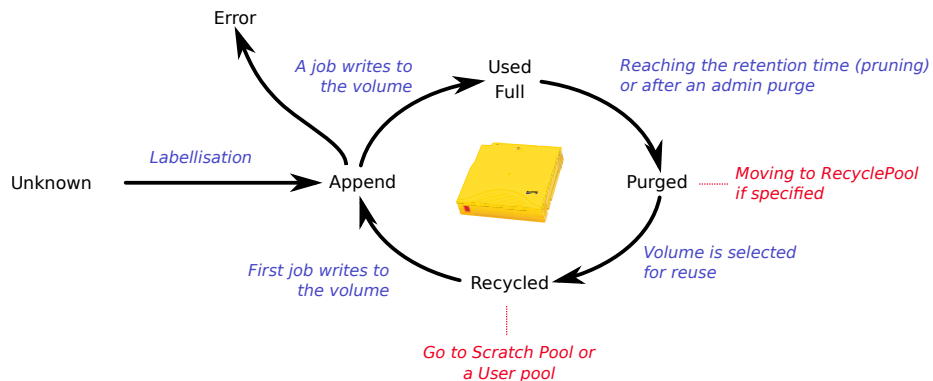 Error
A job writes to
the volume
Used
Full
Reaching the retention time (pruning)
or after an admin purge
Labellisation
Unknown
Append
Purged
Moving to RecyclePool
if specified
First job writes to
the volume
Recycled
Volume is selected
for reuse
Go to Scratch Pool or
a User pool